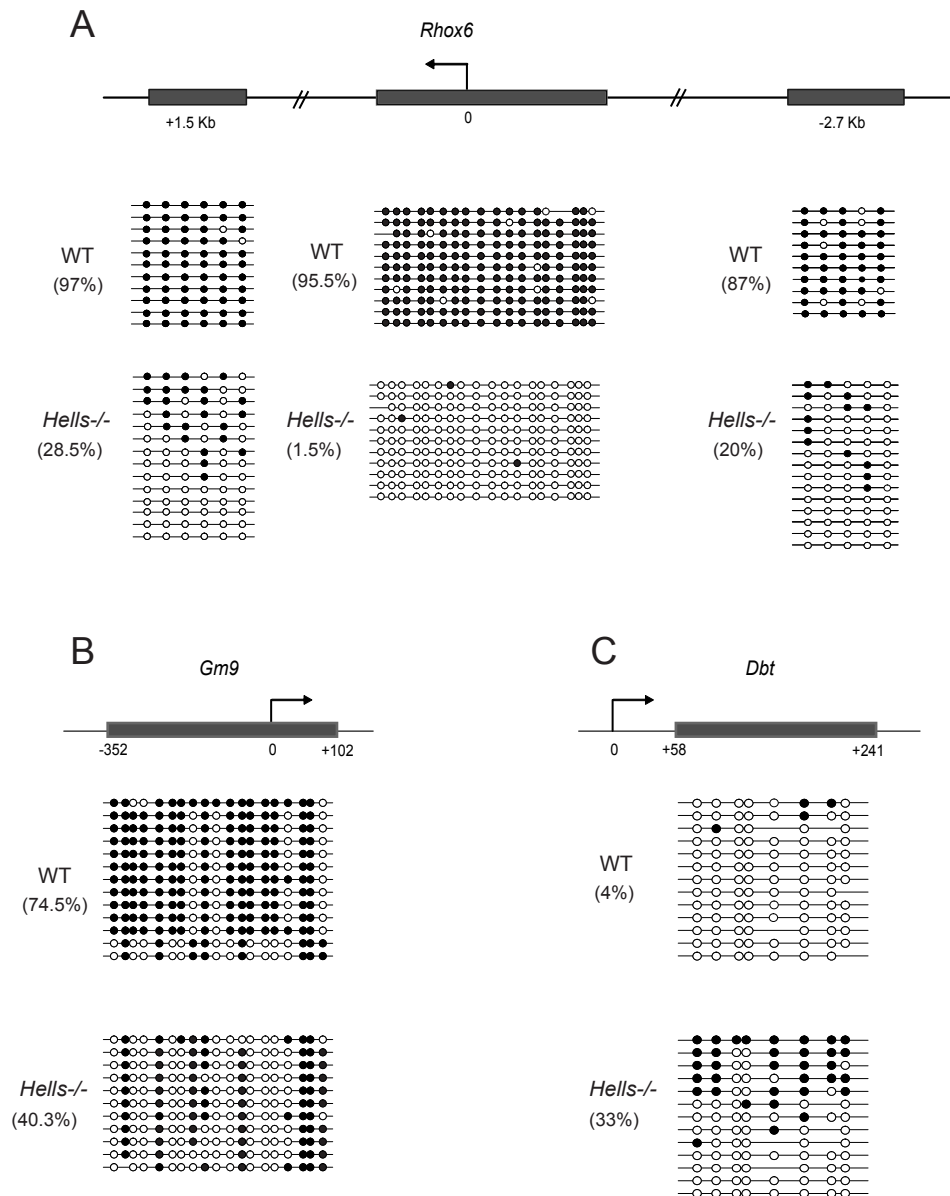 A
Rhox6
+1.5 Kb
0
-2.7 Kb
WT
(97%)
WT
(95.5%)
WT
(87%)
Hells-/-
(28.5%)
Hells-/-
(1.5%)
Hells-/-
(20%)
B
Gm9
-352
0
+102
WT
(74.5%)
Hells-/-
(40.3%)
C
Dbt
0
+58
+241
WT
(4%)
Hells-/-
(33%)